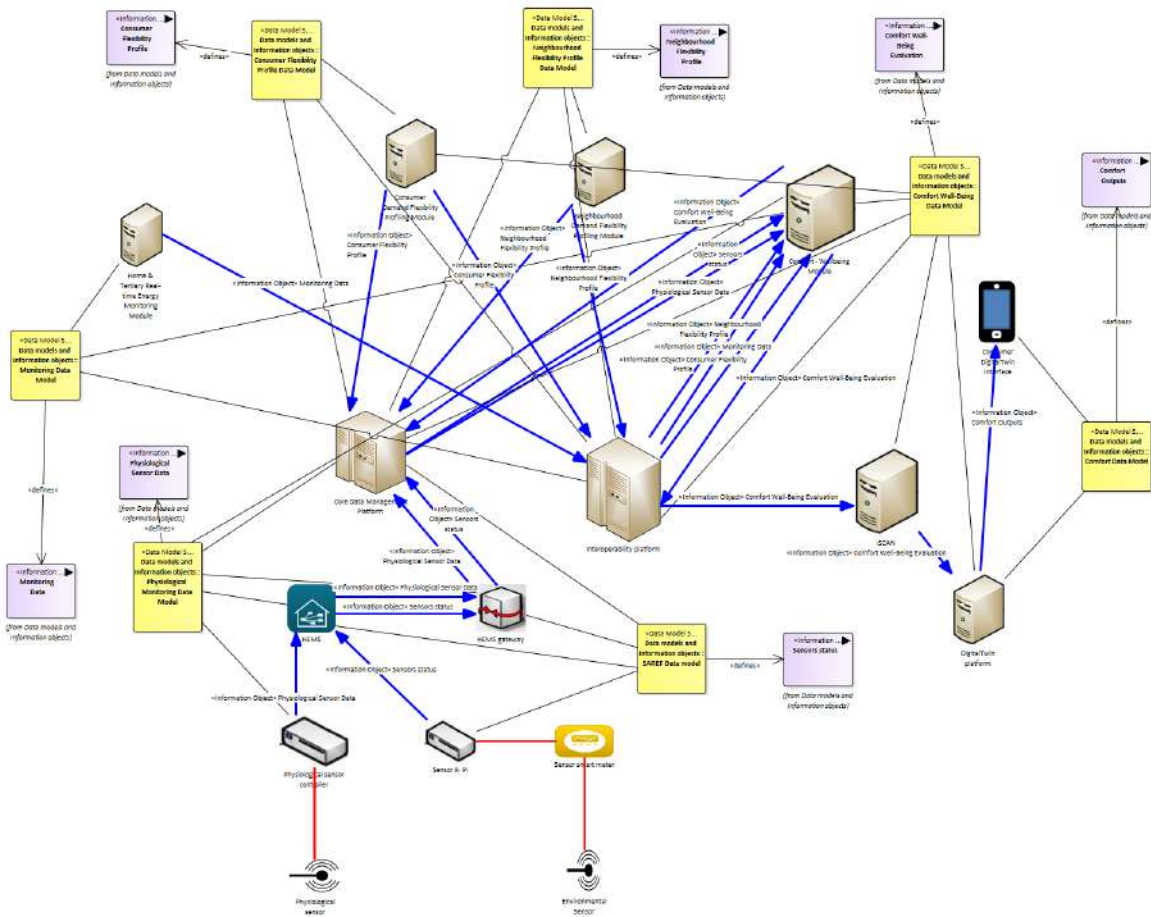 «Information ...
Consumer
Flexibility
Profile
(from Data models and
Information objects)
«defines»
«Data Model S...
Data models and
Information objects::
Consumer Flexibility
Profile Data Model
«Data Model S...
Data models and
Information objects::
Neighbourhood
Flexibility Profile
Data Model
«defines»
«Information ...
Neighbourhood
Flexibility
Profile
(from Data models and
Information objects)
«Information ...
Comfort Well-
Being
Evaluation
(from Data models and
Information objects)
«defines»
«Data Model S...
Data models and
Information objects::
Comfort Well-Being
Data Model
«Information ...
Comfort
Outputs
(from Data models and
Information objects)
«defines»
Consumer
Demand Flexibility
Profiling Module
Neighbourhood
Demand Flexibility
Profiling Module
Comfort - Wellbeing
Module
Home &
Tertiary Real-
time Energy
Monitoring
Module
«Information Object» Monitoring Data
«Information Object»
Consumer Flexibility
Profile
«Information Object»
Consumer Flexibility
Profile
«Information Object»
Neighbourhood
Flexibility Profile
«Information Object»
Neighbourhood Flexibility
Profile
«Information Object»
Comfort Well-Being
Evaluation
«Information
Object» Sensors
status
«Information Object»
Physiological Sensor Data
«Information Object» Neighbourhood
Flexibility Profile
«Information Object» Monitoring Data
«Information Object» Consumer Flexibility
Profile
«Information Object» Comfort Well-Being Evaluation
Consumer
DigitalTwin
Interface
«Information Object»
Comfort Outputs
«Data Model S...
Data models and
Information objects::
Monitoring Data
Model
«defines»
«Information ...
Monitoring
Data
(from Data models and
Information objects)
«Information ...
Physiological
Sensor Data
(from Data models and
Information objects)
«defines»
«Data Model S...
Data models and
Information objects::
Physiological
Monitoring Data
Model
Core Data Management
Platform
Interoperability platform
«Information Object» Comfort Well-Being Evaluation
iSCAN
«Information Object» Comfort Well-Being Evaluation
«Data Model S...
Data models and
Information objects::
Comfort Data Model
DigitalTwin
platform
«Information
Object» Sensors
status
«Information Object»
Physiological Sensor Data
«Information Object» Physiological Sensor Data
«Information Object» Sensors status
HEMS
HEMS gateway
«Data Model S...
Data models and
Information objects::
SAREF Data model
«defines»
«Information ...
Sensors status
(from Data models and
Information objects)
«Information Object» Sensors status
«Information Object» Physiological Sensor Data
Physiological sensor
controller
Sensor R- Pi
Sensor smart meter
Physiological
sensor
Environmental
Sensor